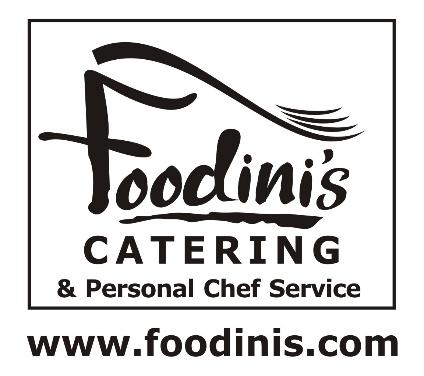 Foodini's
CATERING
& Personal Chef Service
www.foodinis.com